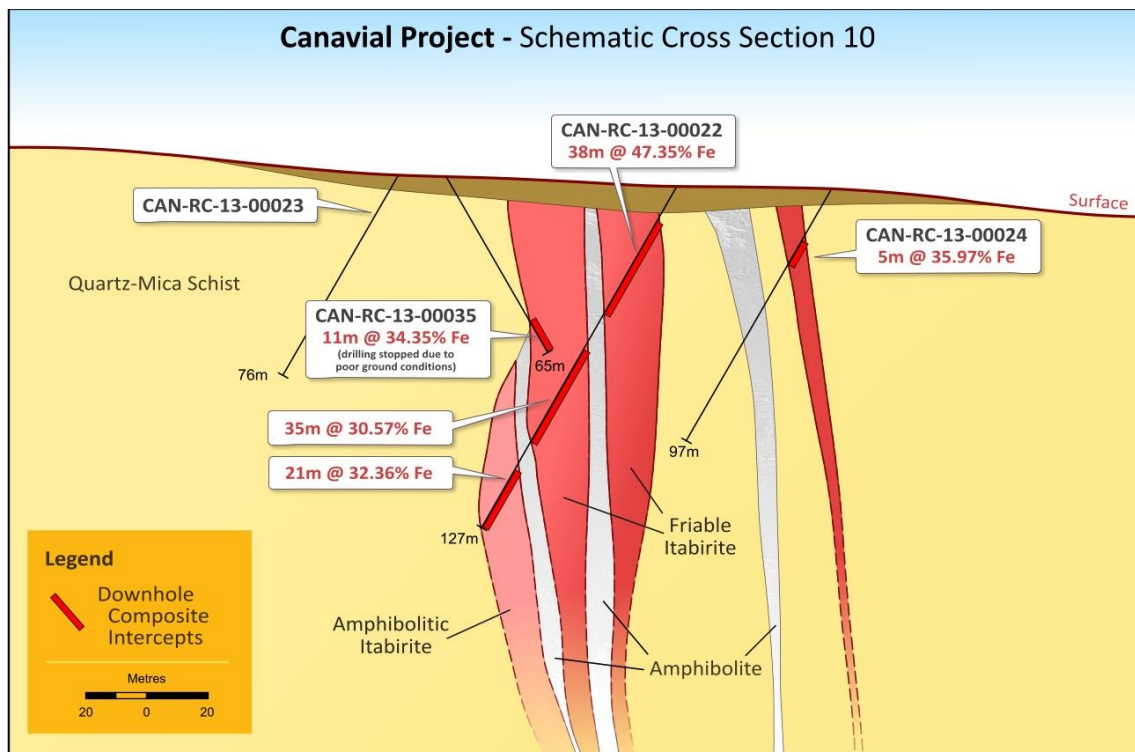 Canavial Project - Schematic Cross Section 10
CAN-RC-13-00022
38m @ 47.35% Fe
CAN-RC-13-00023
Surface
CAN-RC-13-00024
5m @ 35.97% Fe
Quartz-Mica Schist
CAN-RC-13-00035
11m @ 34.35% Fe
(drilling stopped due to
poor ground conditions)
65m
76m
35m @ 30.57% Fe
97m
21m @ 32.36% Fe
127m
Friable
Itabirite
Legend
Downhole
Composite
Intercepts
Amphibolitic
Itabirite
Amphibolite
Metres
20 0 20